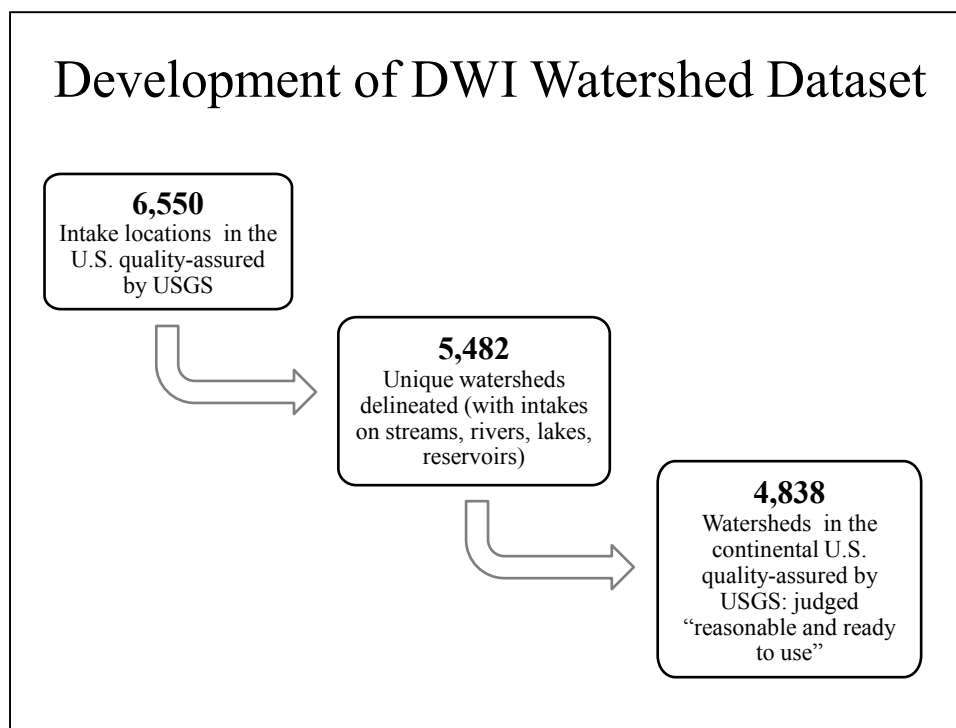 Development of DWI Watershed Dataset
6,550
Intake locations in the
U.S. quality-assured
by USGS
5,482
Unique watersheds
delineated (with intakes
on streams, rivers, lakes,
reservoirs)
4,838
Watersheds in the
continental U.S.
quality-assured by
USGS: judged
“reasonable and ready
to use”